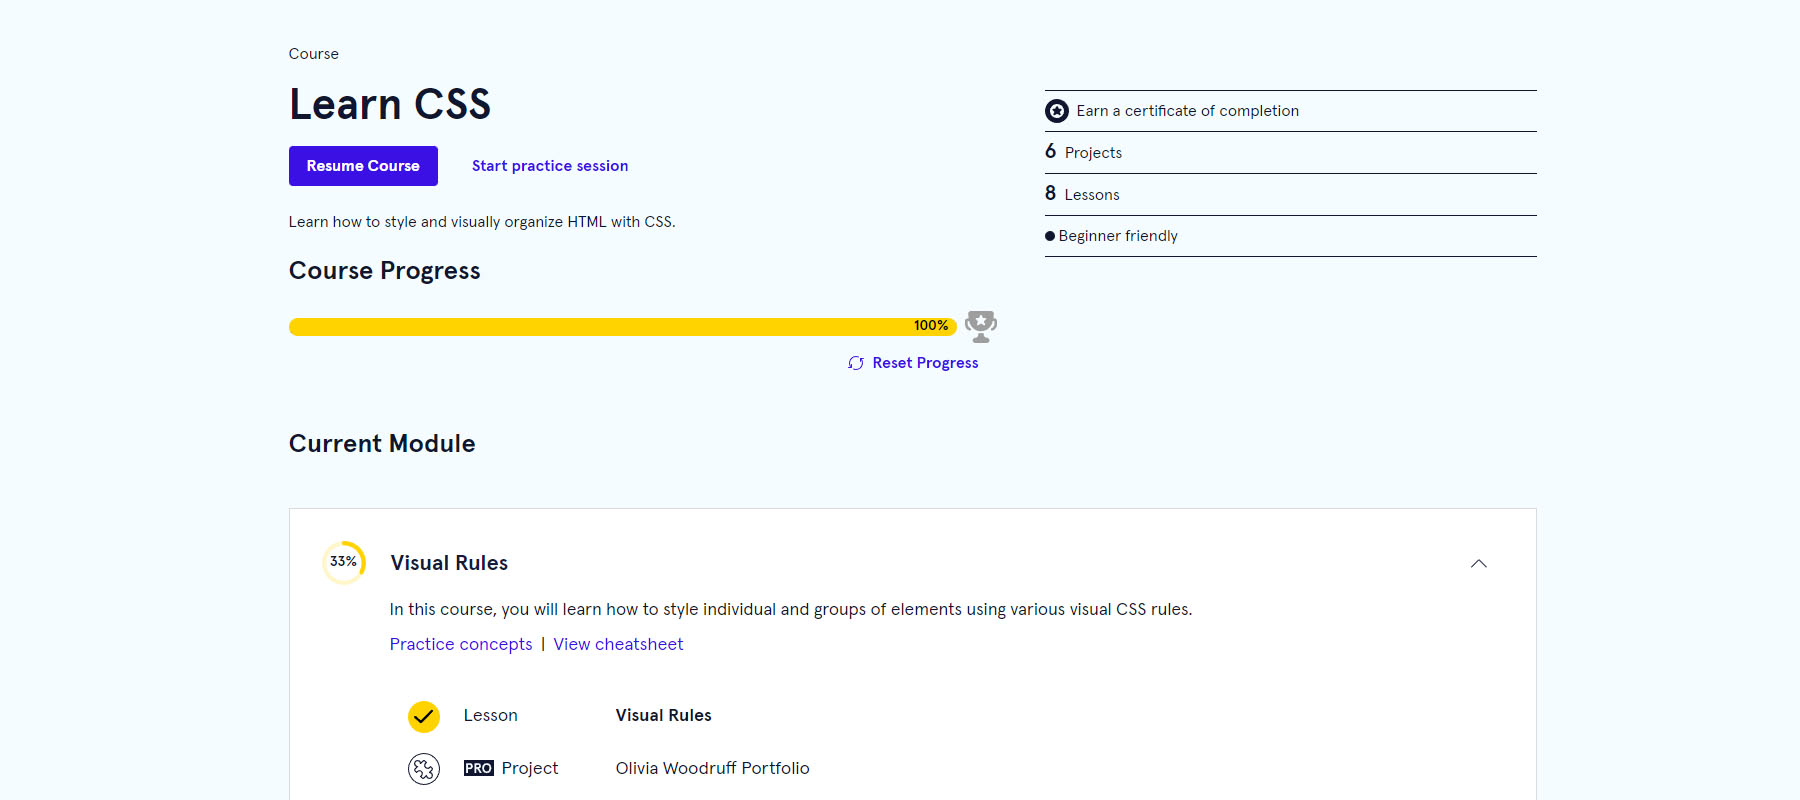 Course
Learn CSS
Resume Course
Start practice session
Learn how to style and visually organize HTML with CSS.
Earn a certificate of completion
6 Projects
8 Lessons
Beginner friendly
Course Progress
100%
Reset Progress
Current Module
33%
Visual Rules
In this course, you will learn how to style individual and groups of elements using various visual CSS rules.
Practice concepts | View cheatsheet
Lesson Visual Rules
PRO Project Olivia Woodruff Portfolio